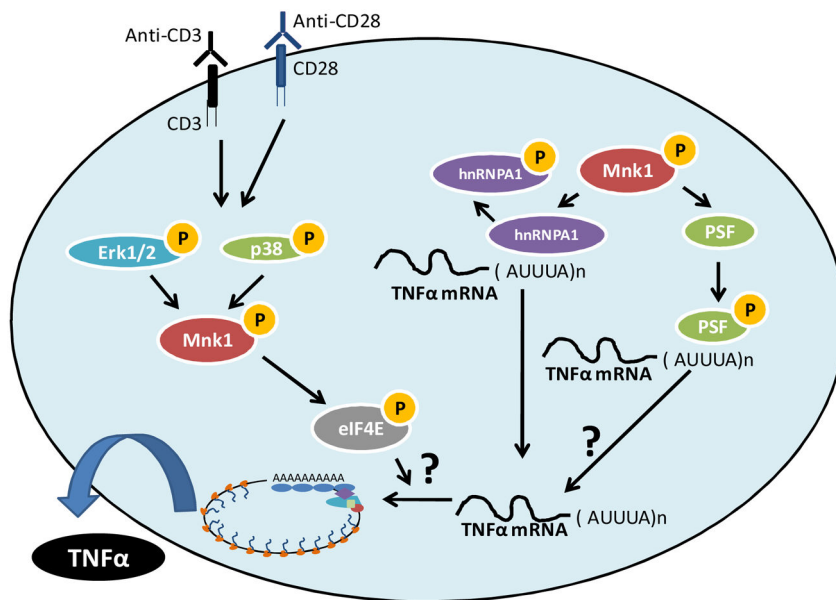 Anti-CD3
Anti-CD28
CD28
CD3
P
hnRNPA1
P
Mnk1
P
Erk1/2
P
p38
hnRNPA1
PSF
( AUUUA)n
TNFα mRNA
P
Mnk1
P
PSF
( AUUUA)n
TNFα mRNA
P
eIF4E
?
?
AAAAAAAAAA
( AUUUA)n
TNFα mRNA
TNFα